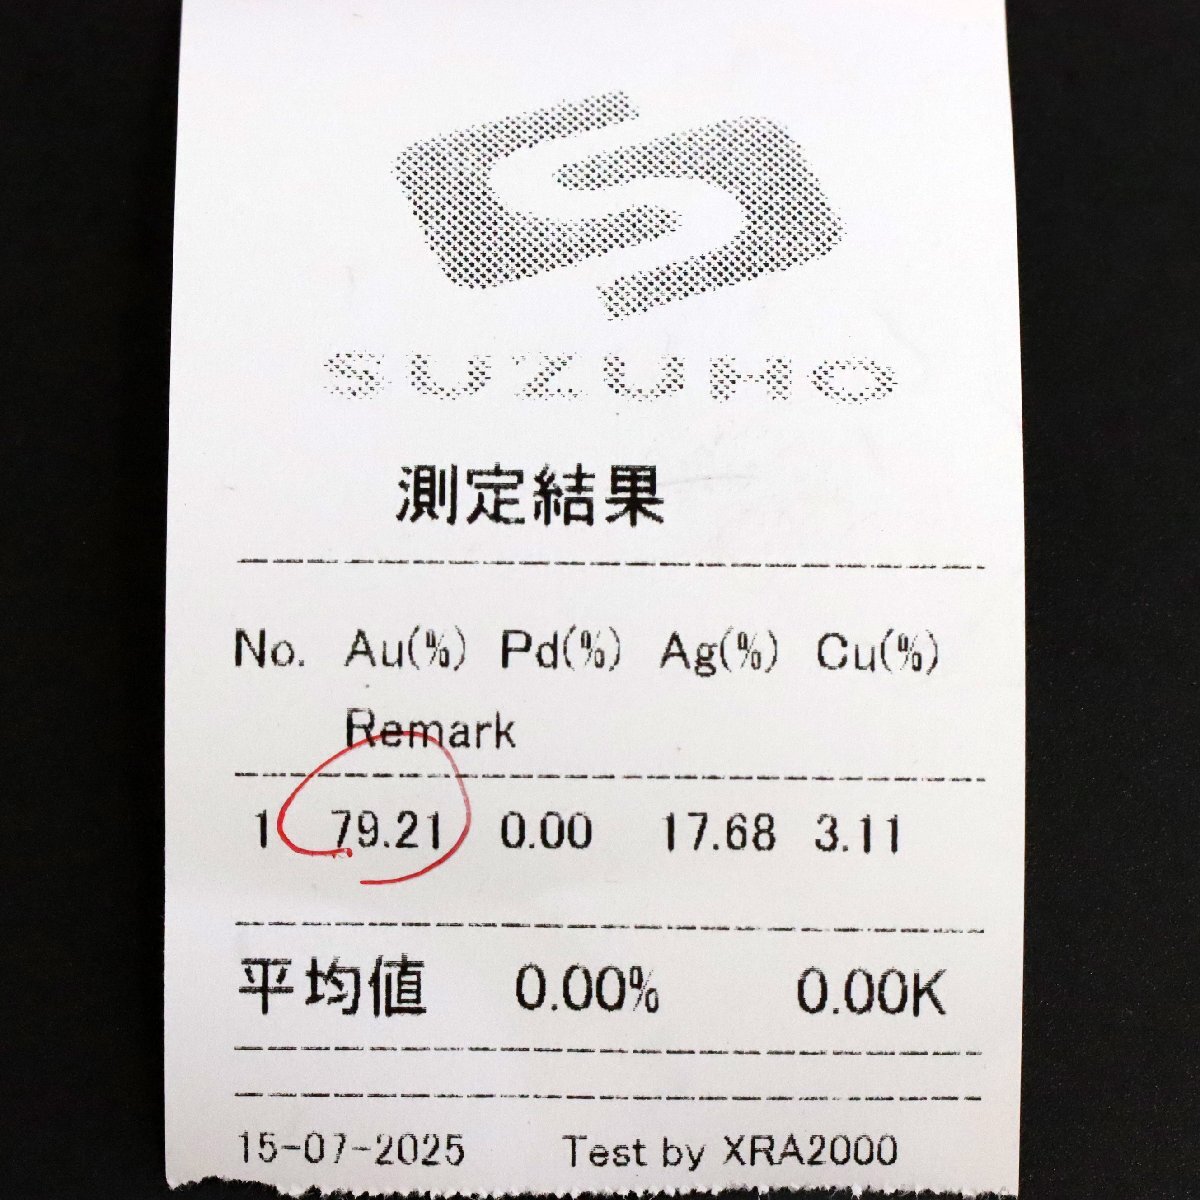 SUZUHO
測定結果
No. Au(%) Pd(%) Ag(%) Cu(%)
Remark
1 79.21 0.00 17.68 3.11
平均値 0.00% 0.00K
15-07-2025 Test by XRA2000